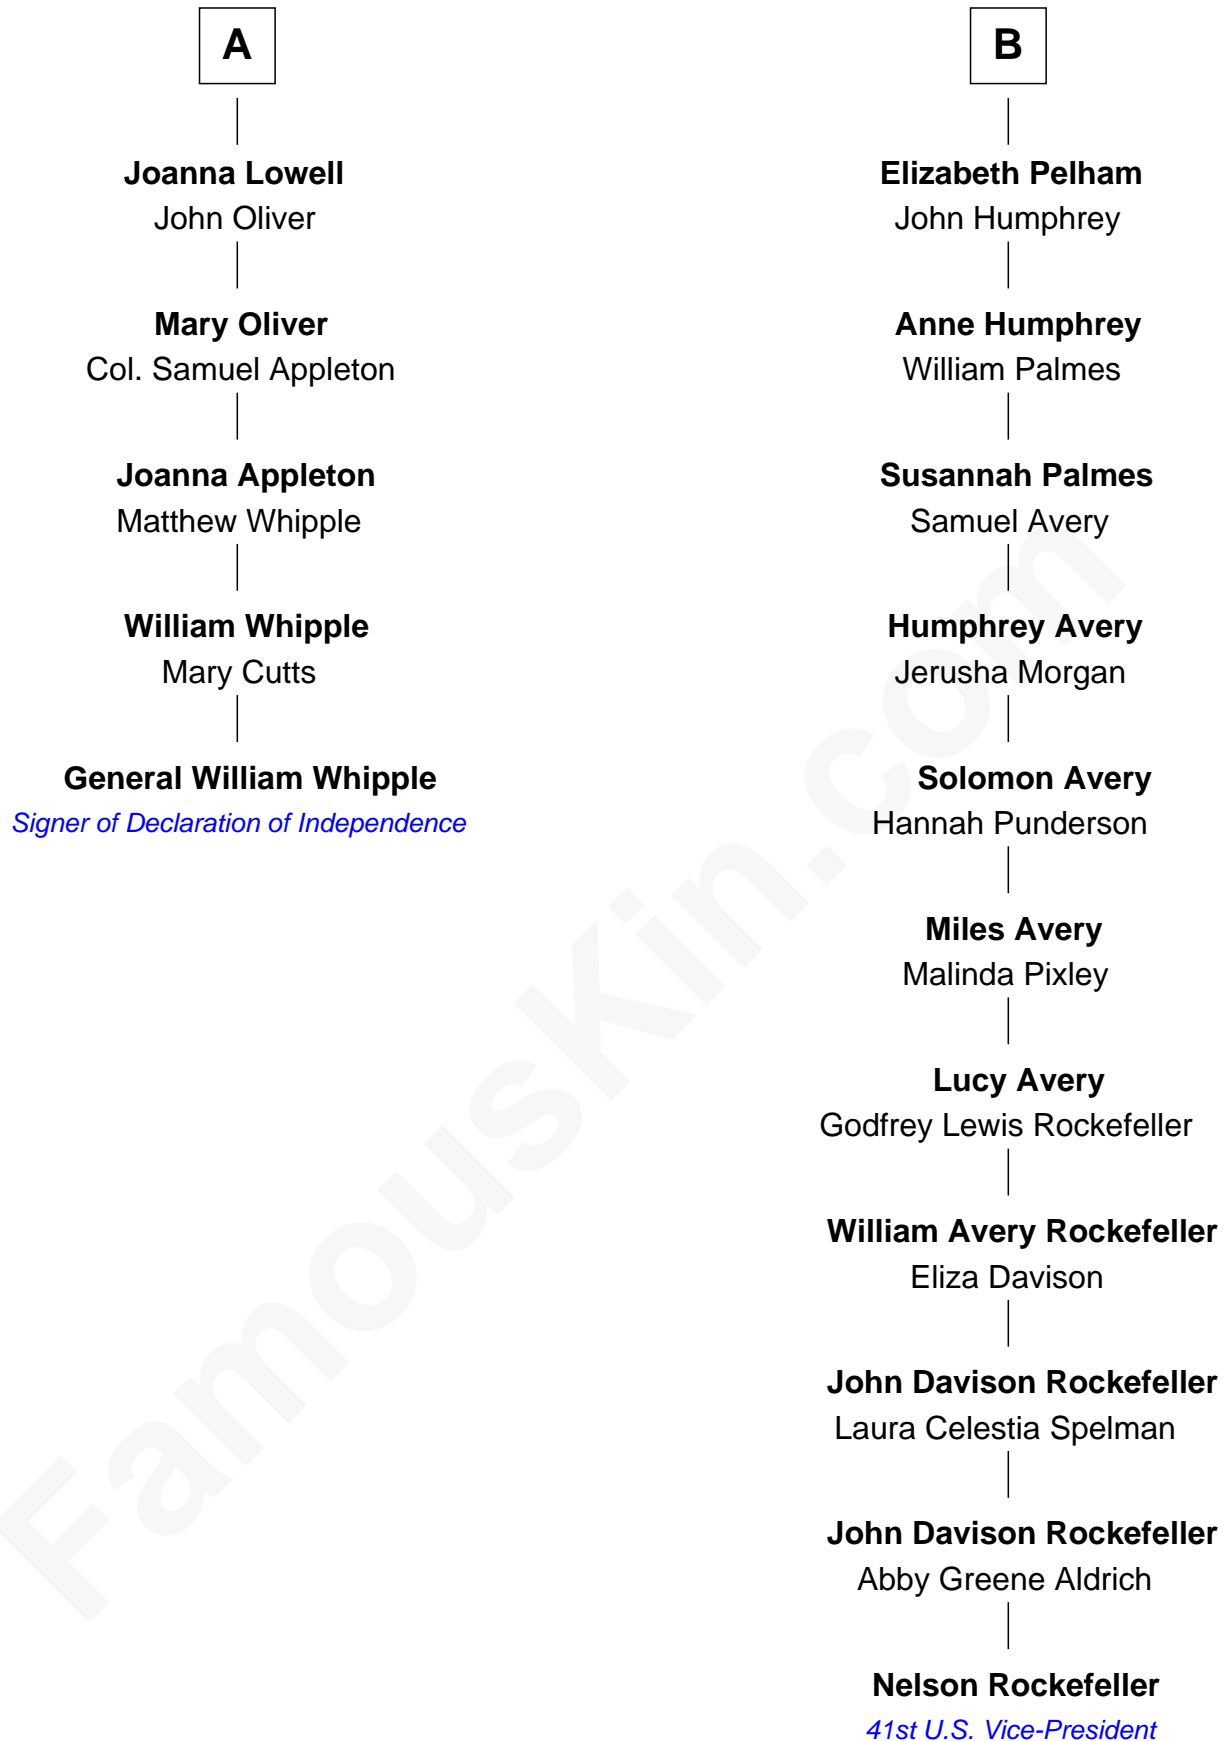 A
Joanna Lowell
John Oliver
Mary Oliver
Col. Samuel Appleton
Joanna Appleton
Matthew Whipple
William Whipple
Mary Cutts
General William Whipple
Signer of Declaration of Independence
B
Elizabeth Pelham
John Humphrey
Anne Humphrey
William Palmes
Susannah Palmes
Samuel Avery
Humphrey Avery
Jerusha Morgan
Solomon Avery
Hannah Punderson
Miles Avery
Malinda Pixley
Lucy Avery
Godfrey Lewis Rockefeller
William Avery Rockefeller
Eliza Davison
John Davison Rockefeller
Laura Celestia Spelman
John Davison Rockefeller
Abby Greene Aldrich
Nelson Rockefeller
41st U.S. Vice-President
FamousKin.com